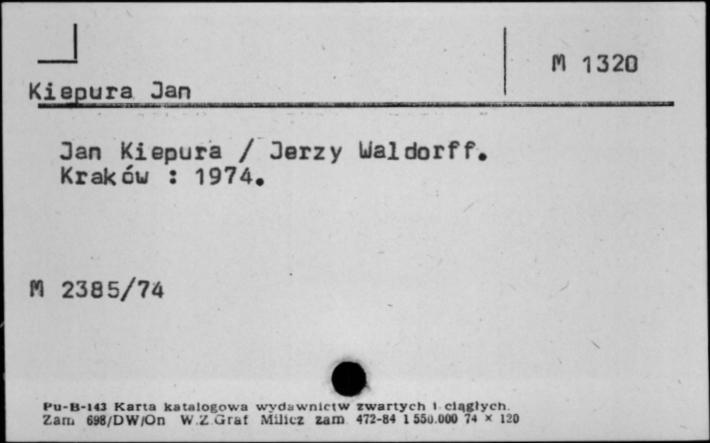 M 1320
Kiepura Jan
Jan Kiepura / Jerzy Waldorff.
Kraków : 1974.
M 2385/74
Pu-B-143 Karta katalogowa wydawnictw zwartych i ciągłych.
Zam 698/DW/On W.Z.Graf Milicz zam 472-84 1 550.000 74 × 120